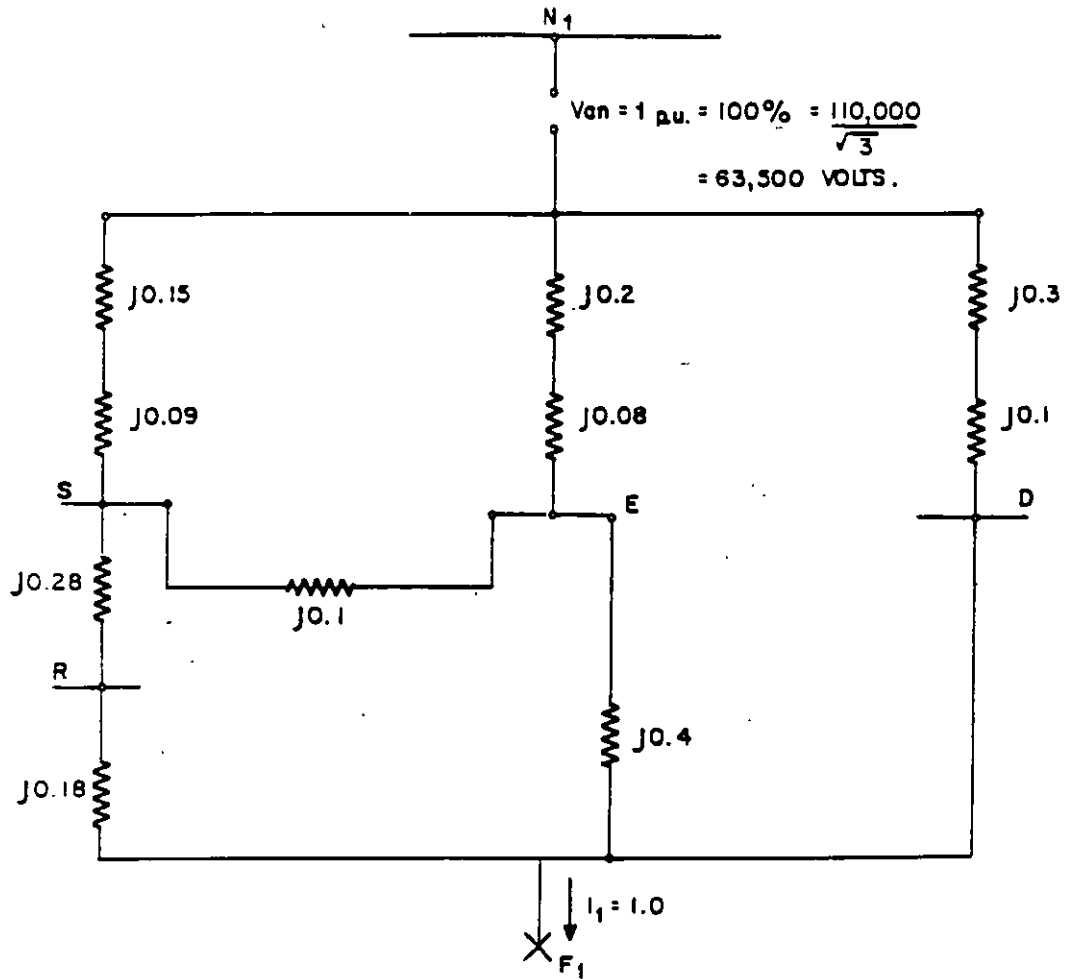 N1
Van = 1 p.u. = 100% = 110,000
√3
= 63,500 VOLTS.
J0.15
J0.2
J0.3
J0.09
J0.08
J0.1
S
E
D
J0.28
J0.1
R
J0.4
J0.18
I1 = 1.0
F1